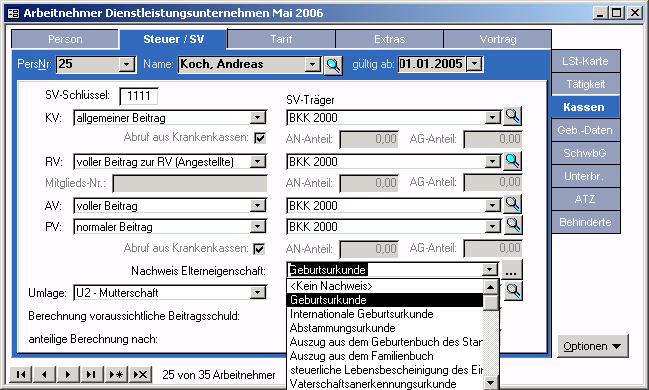 Arbeitnehmer Dienstleistungsunternehmen Mai 2006
Person Steuer / SV Tarif Extras Vortrag
PersNr: 25 Name: Koch, Andreas gültig ab: 01.01.2005
LSt-Karte
Tätigkeit
Kassen
Geb.-Daten
SchwbG
Unterbr.
ATZ
Behinderte
SV-Schlüssel: 1111 SV-Träger
KV: allgemeiner Beitrag BKK 2000
Abruf aus Krankenkassen: AN-Anteil: 0,00 AG-Anteil: 0,00
RV: voller Beitrag zur RV (Angestellte) BKK 2000
Mitglieds-Nr.: AN-Anteil: 0,00 AG-Anteil: 0,00
AV: voller Beitrag BKK 2000
PV: normaler Beitrag BKK 2000
Abruf aus Krankenkassen: AN-Anteil: 0,00 AG-Anteil: 0,00
Nachweis Elterneigenschaft: Geburtsurkunde ...
<Kein Nachweis>
Umlage: U2 - Mutterschaft Geburtsurkunde
Internationale Geburtsurkunde
Berechnung voraussichtliche Beitragsschuld: Abstammungsurkunde
anteilige Berechnung nach: Auszug aus dem Geburtenbuch des Stan
Auszug aus dem Familienbuch
steuerliche Lebensbescheinigung des Ein
Vaterschaftsanerkennungsurkunde
Optionen
25 von 35 Arbeitnehmer